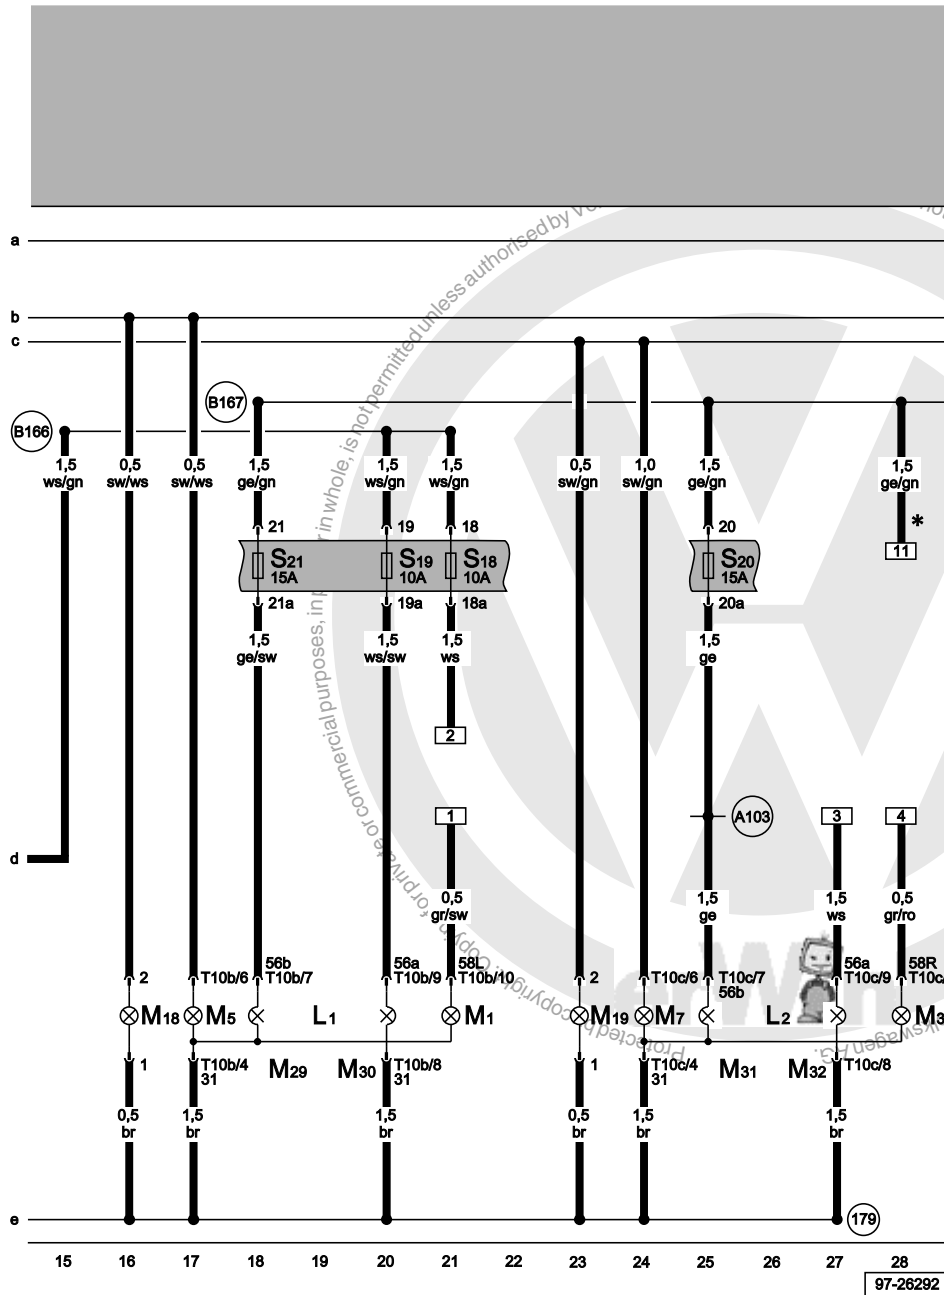 a
b
c
B167
B166
1,5 0,5 0,5 1,5 1,5 1,5 0,5 1,0 1,5 1,5
ws/gn sw/ws sw/ws ge/gn ws/gn ws/gn sw/gn sw/gn ge/gn ge/gn
*
21 19 18 20
11
S21 S19 S18 S20
15A 10A 10A 15A
21a 19a 18a 20a
1,5 1,5 1,5 1,5
ge/sw ws/sw ws ge
2
1 A103 3 4
d
0,5 1,5 1,5 0,5
gr/sw ge ws gr/ro
56b 56a 58L 56a 58R
2 T10b/6 T10b/7 T10b/9 T10b/10 2 T10c/6 T10c/7 T10c/9
56b
M18 M5 L1 M1 M19 M7 L2
1 T10b/4 M29 M30 T10b/8 1 T10c/4 M31 M32 T10c/8
31 31 31
0,5 1,5 1,5 0,5 1,5 1,5
br br br br br br
e 179
15 16 17 18 19 20 21 22 23 24 25 26 27 28
97-26292